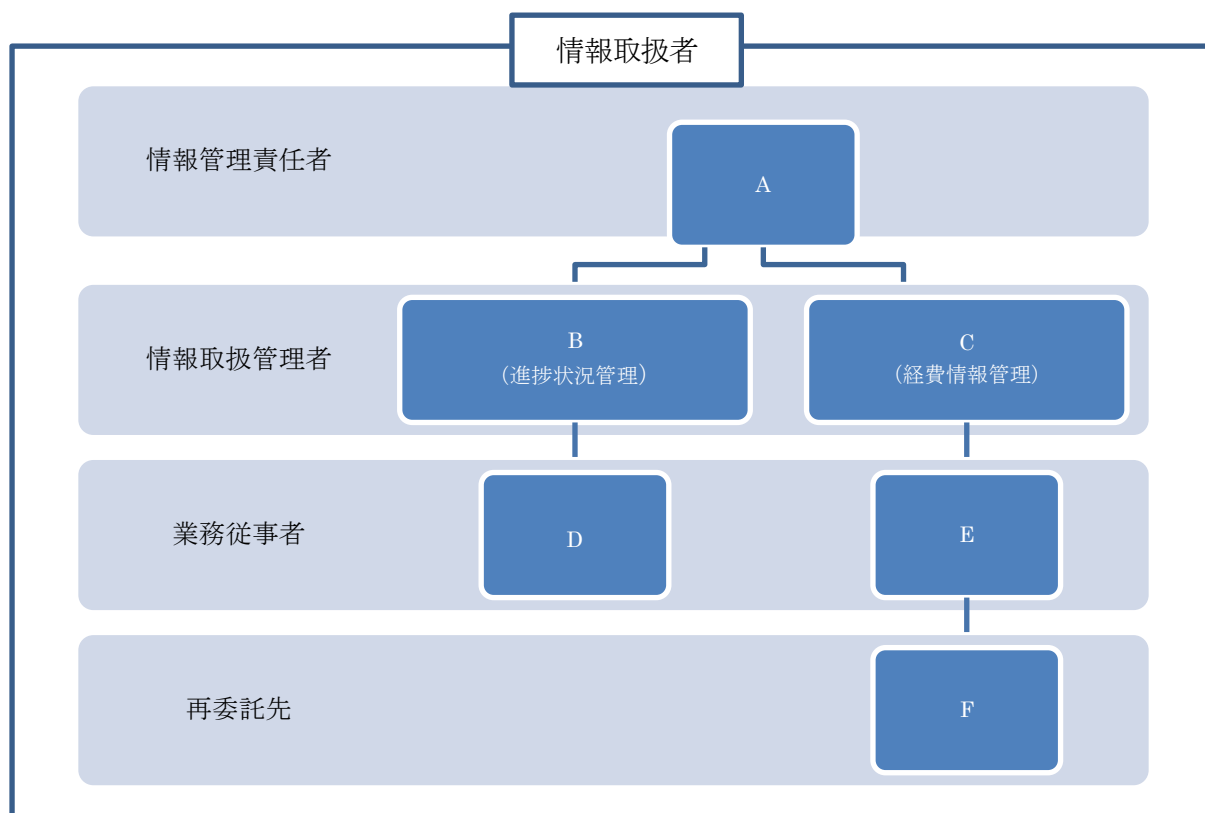 情報取扱者
情報管理責任者
A
情報取扱管理者
B
(進捗状況管理)
C
(経費情報管理)
業務従事者
D
E
再委託先
F